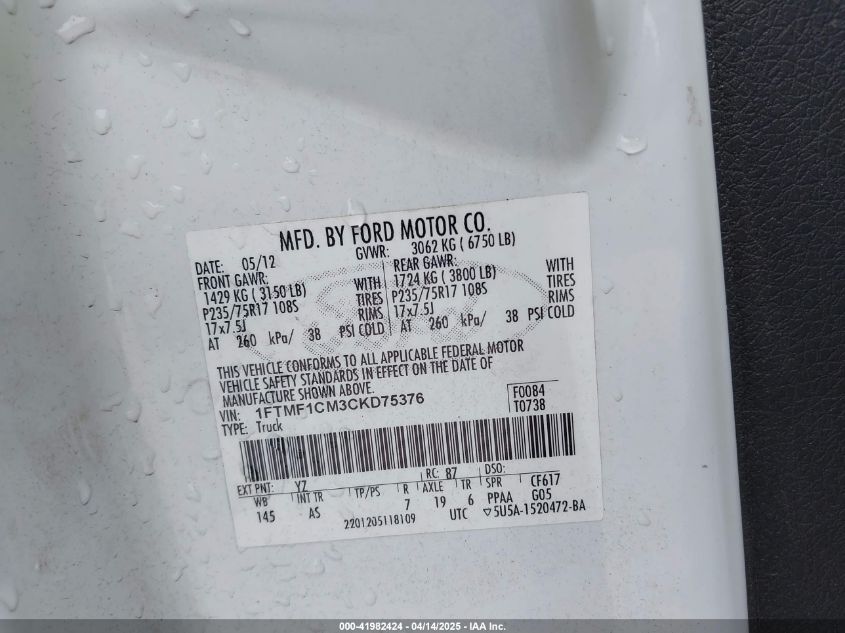 MFD. BY FORD MOTOR CO.
DATE: 05/12 GVWR: 3062 KG ( 6750 LB)
FRONT GAWR: REAR GAWR:
1429 KG ( 3150 LB) WITH 1724 KG ( 3800 LB) WITH
P235/75R17 108S TIRES P235/75R17 108S TIRES
17x7.5J RIMS 17x7.5J RIMS
AT 260 kPa/ 38 PSI COLD AT 260 kPa/ 38 PSI COLD
THIS VEHICLE CONFORMS TO ALL APPLICABLE FEDERAL MOTOR
VEHICLE SAFETY STANDARDS IN EFFECT ON THE DATE OF
MANUFACTURE SHOWN ABOVE.
VIN: 1FTMF1CM3CKD75376 F0084
TYPE: Truck T0738
EXT PNT: YZ RC: 87 DSO:
WB INT TR TP/PS R AXLE TR SPR CF617
145 AS 7 19 6 PPAA G05
2201205118109 UTC ▽5U5A-1520472-BA
000-41982424 - 04/14/2025 - IAA Inc.